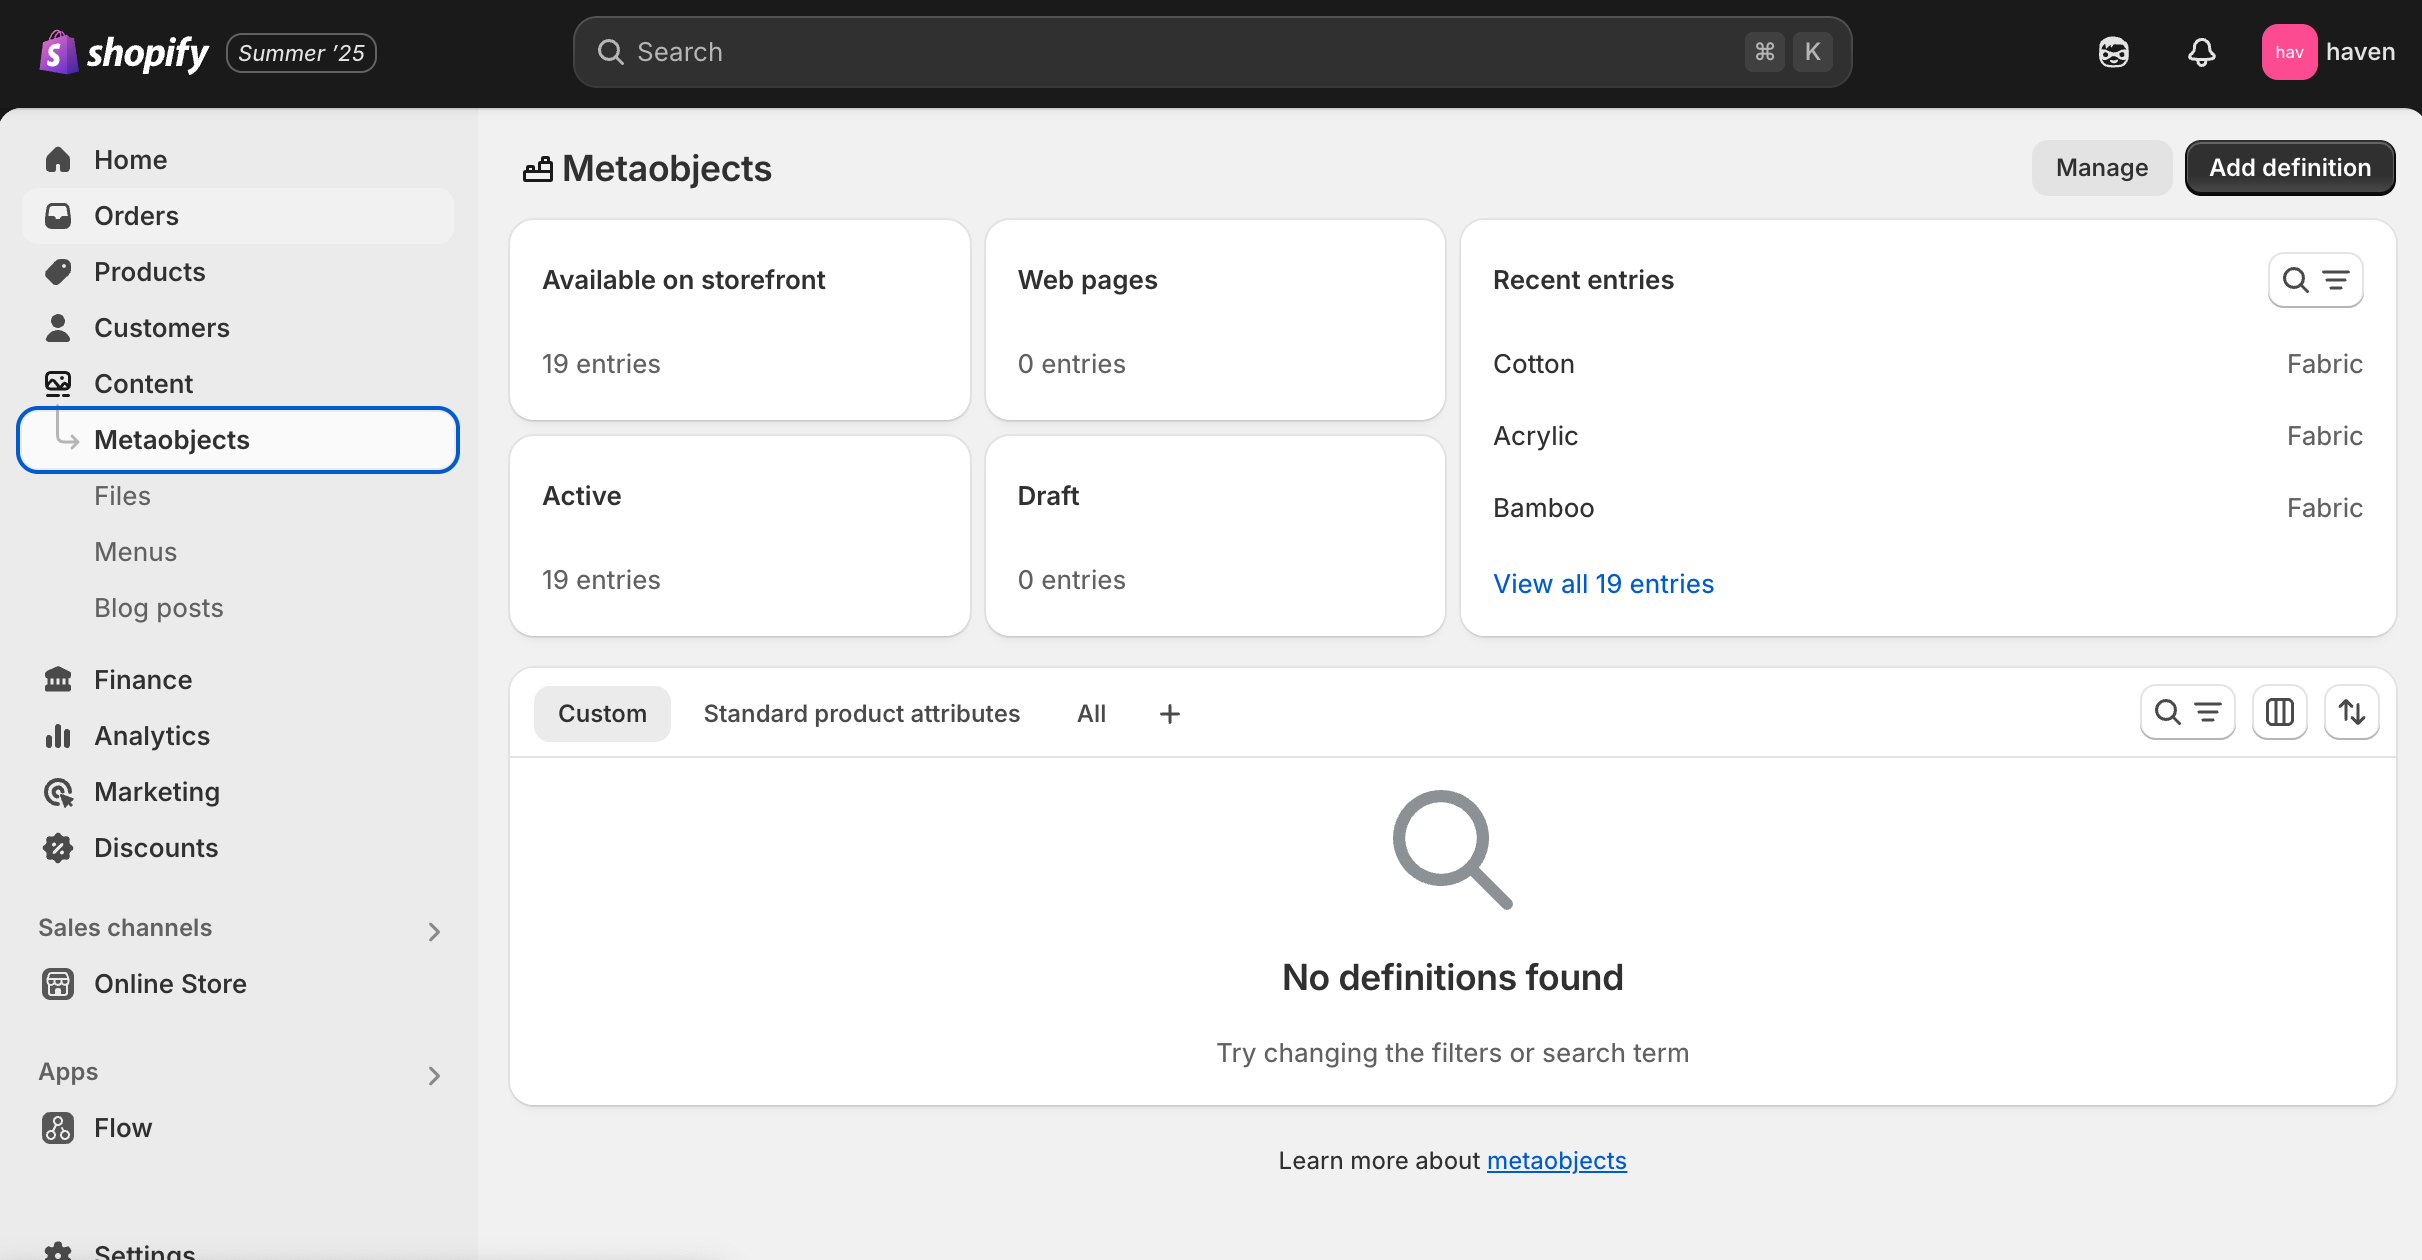 shopify Summer '25
Search ⌘ K
hav haven
Home
Orders
Products
Customers
Content
Metaobjects
Files
Menus
Blog posts
Finance
Analytics
Marketing
Discounts
Sales channels
Online Store
Apps
Flow
Settings
Metaobjects
Manage Add definition
Available on storefront
19 entries
Web pages
0 entries
Active
19 entries
Draft
0 entries
Recent entries
Cotton Fabric
Acrylic Fabric
Bamboo Fabric
View all 19 entries
Custom Standard product attributes All +
No definitions found
Try changing the filters or search term
Learn more about metaobjects